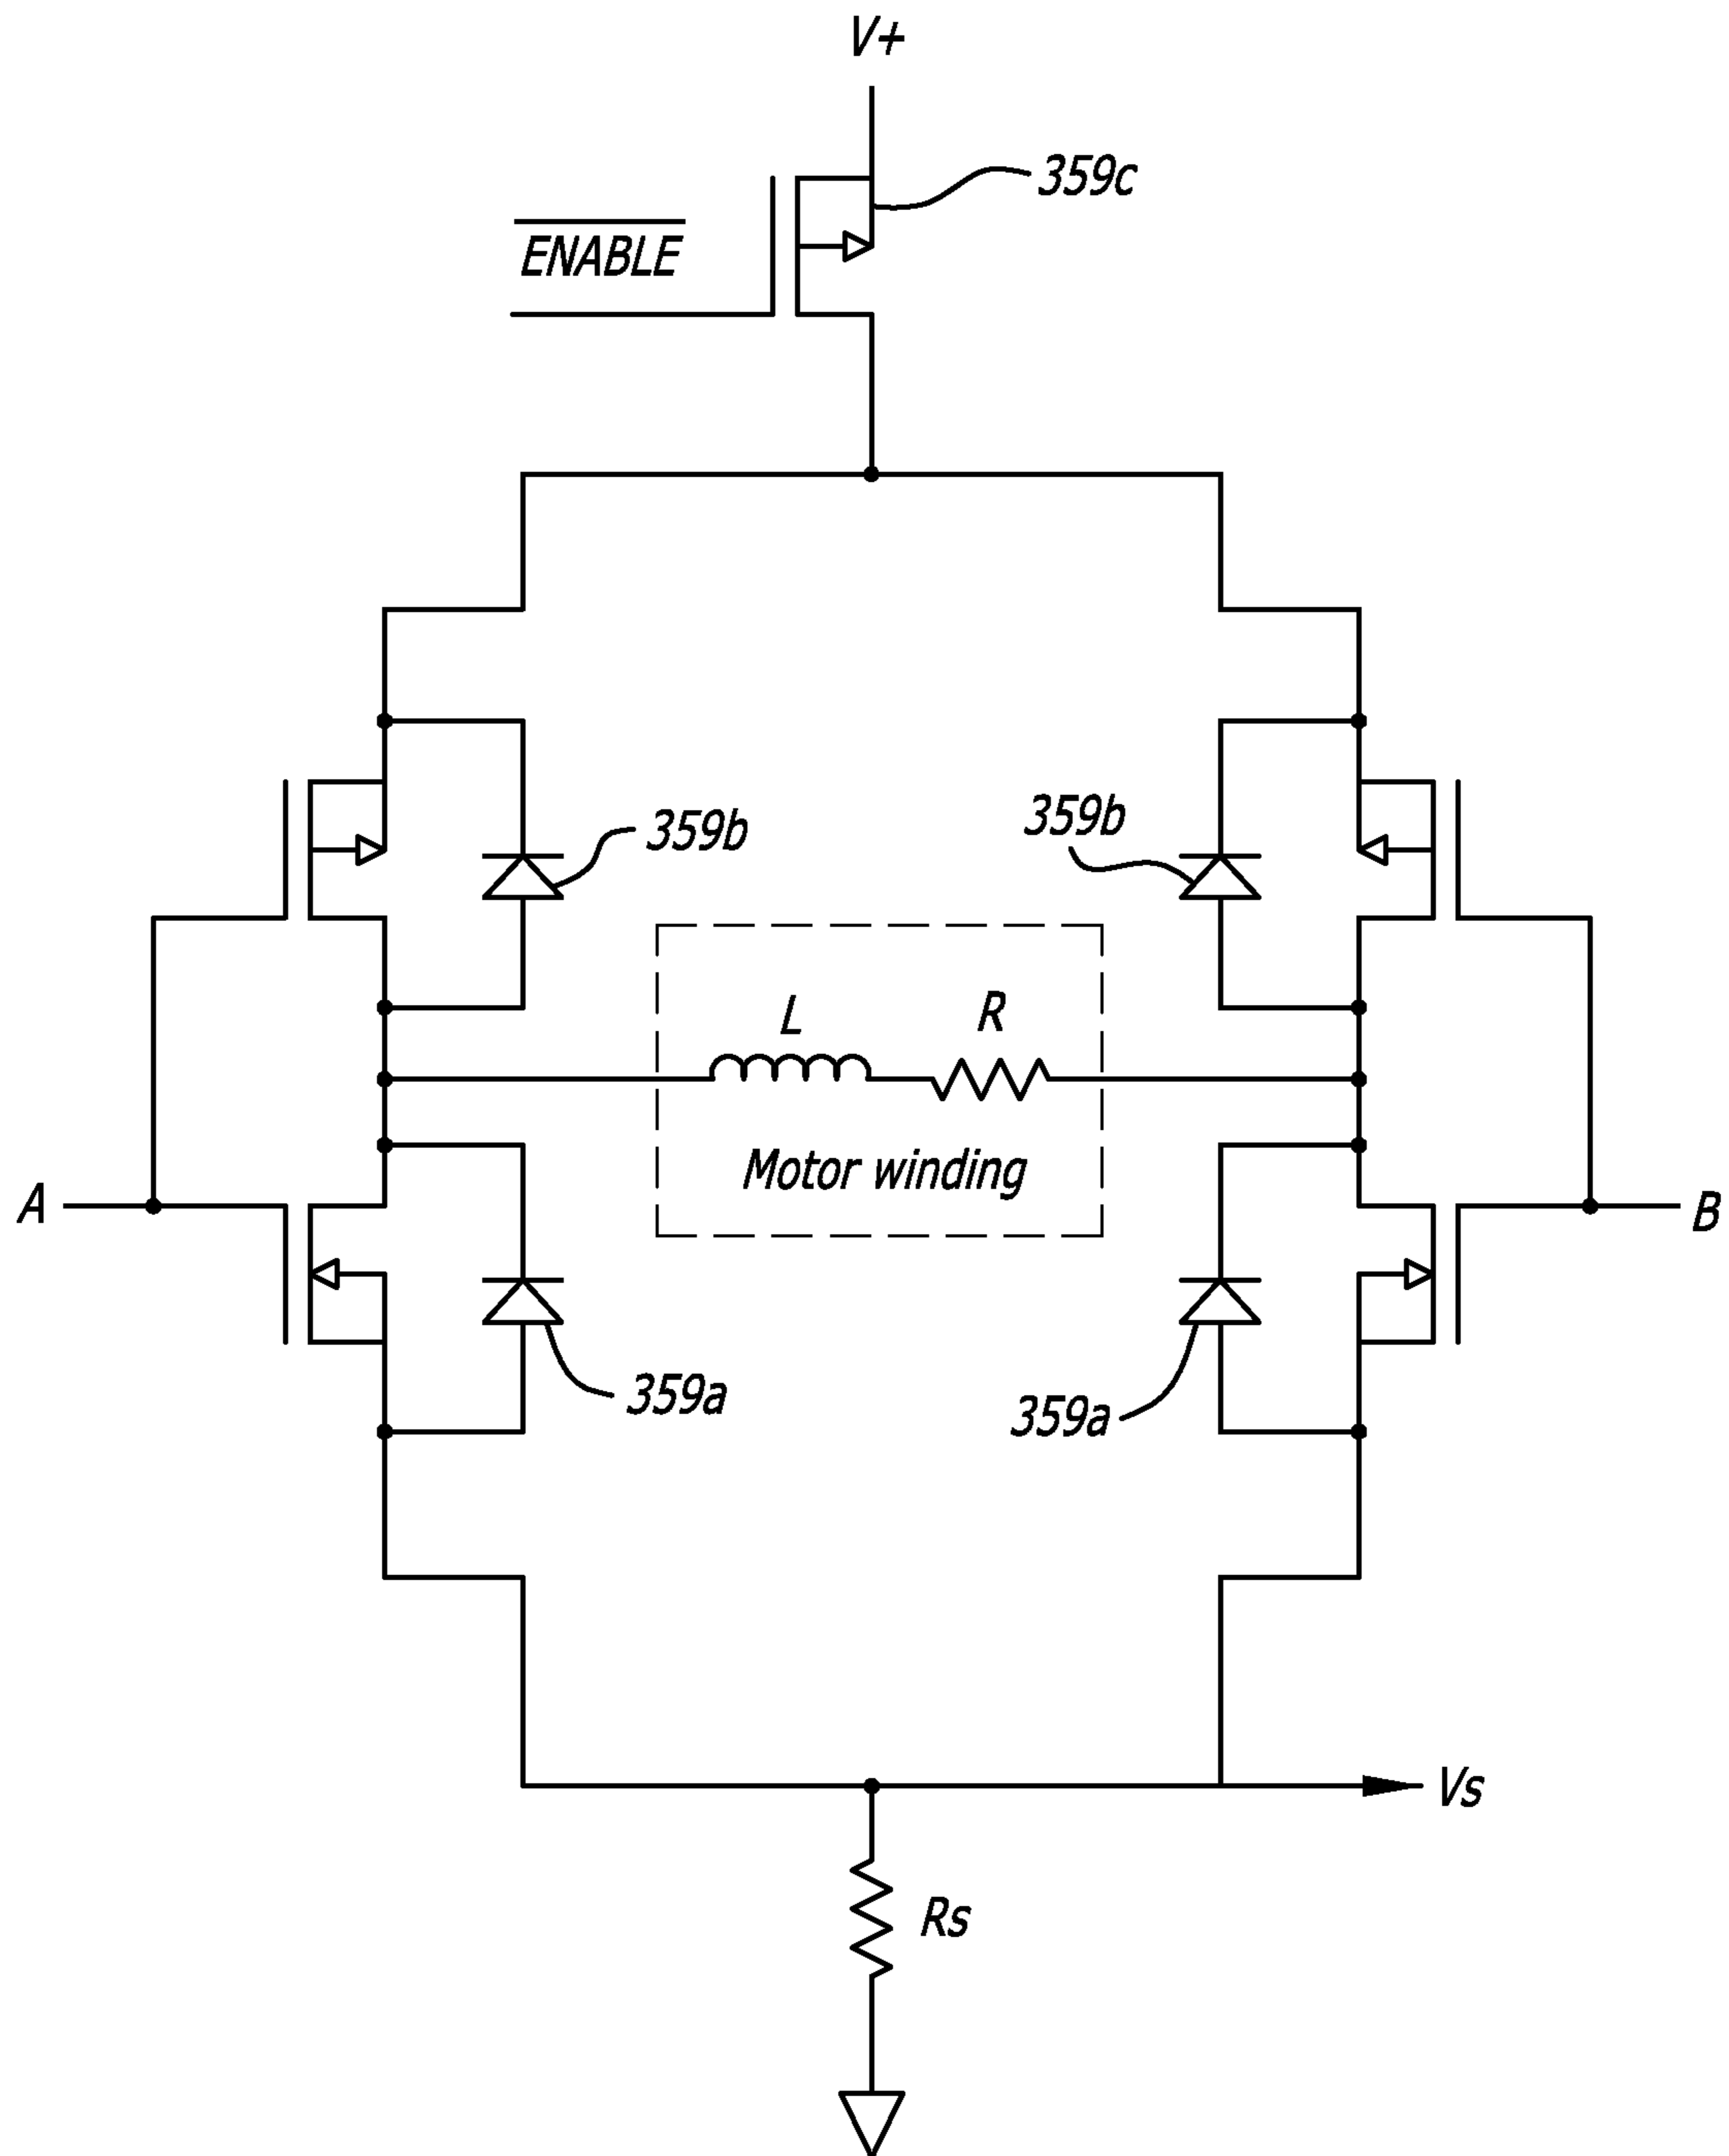 V+
359c
ENABLE
359b
359b
L
R
Motor winding
A
B
359a
359a
Vs
Rs